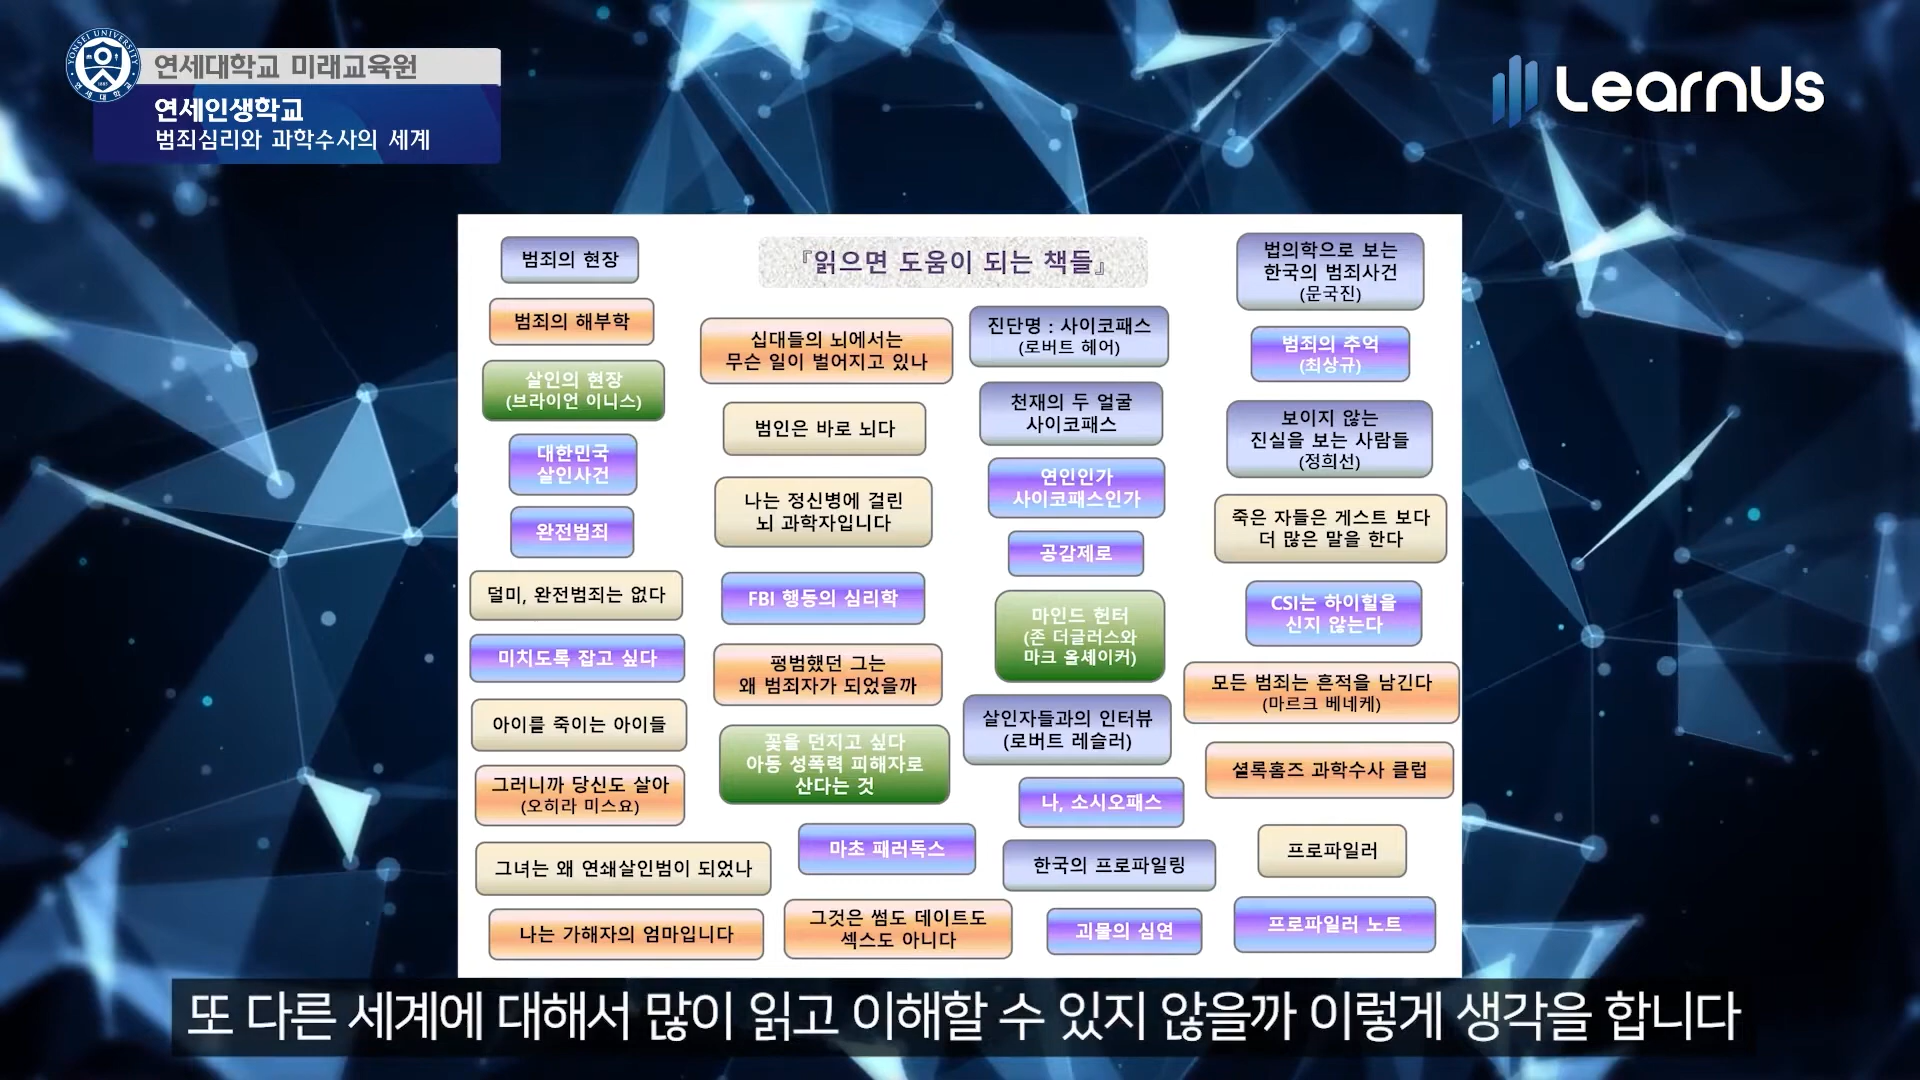 YONSEI UNIVERSITY
연세대학교
연세대학교 미래교육원
연세인생학교
범죄심리와 과학수사의 세계
LearnUs
『읽으면 도움이 되는 책들』
범죄의 현장
범죄의 해부학
살인의 현장
(브라이언 이니스)
대한민국
살인사건
완전범죄
덜미, 완전범죄는 없다
미치도록 잡고 싶다
아이를 죽이는 아이들
그러니까 당신도 살아
(오히라 미스요)
그녀는 왜 연쇄살인범이 되었나
나는 가해자의 엄마입니다
십대들의 뇌에서는
무슨 일이 벌어지고 있나
범인은 바로 뇌다
나는 정신병에 걸린
뇌 과학자입니다
FBI 행동의 심리학
평범했던 그는
왜 범죄자가 되었을까
꽃을 던지고 싶다
아동 성폭력 피해자로
산다는 것
마초 패러독스
그것은 썸도 데이트도
섹스도 아니다
진단명 : 사이코패스
(로버트 헤어)
천재의 두 얼굴
사이코패스
연인인가
사이코패스인가
공감제로
마인드 헌터
(존 더글러스와
마크 올셰이커)
살인자들과의 인터뷰
(로버트 레슬러)
나, 소시오패스
한국의 프로파일링
괴물의 심연
법의학으로 보는
한국의 범죄사건
(문국진)
범죄의 추억
(최상규)
보이지 않는
진실을 보는 사람들
(정희선)
죽은 자들은 게스트 보다
더 많은 말을 한다
CSI는 하이힐을
신지 않는다
모든 범죄는 흔적을 남긴다
(마르크 베네케)
셜록홈즈 과학수사 클럽
프로파일러
프로파일러 노트
또 다른 세계에 대해서 많이 읽고 이해할 수 있지 않을까 이렇게 생각을 합니다